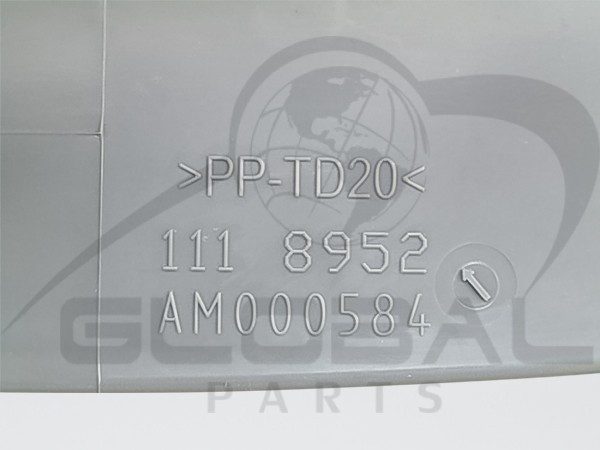 >PP-TD20<
111 8952
AM000584
GLOBAL
PARTS